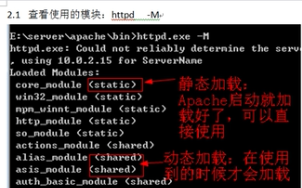 2.1 查看使用的模块：httpd -M
E:\server\apache\bin>httpd.exe -M
httpd.exe: Could not reliably determine the serve
, using 10.0.2.15 for ServerName
Loaded Modules:
core_module (static)
win32_module (static)
mpm_winnt_module (static)
http_module (static)
so_module (static)
actions_module (shared)
alias_module (shared)
asis_module (shared)
auth_basic_module (shared)
静态加载：
Apache启动就加
载好了，可以直
接使用
动态加载：在使用
到的时候才会加载